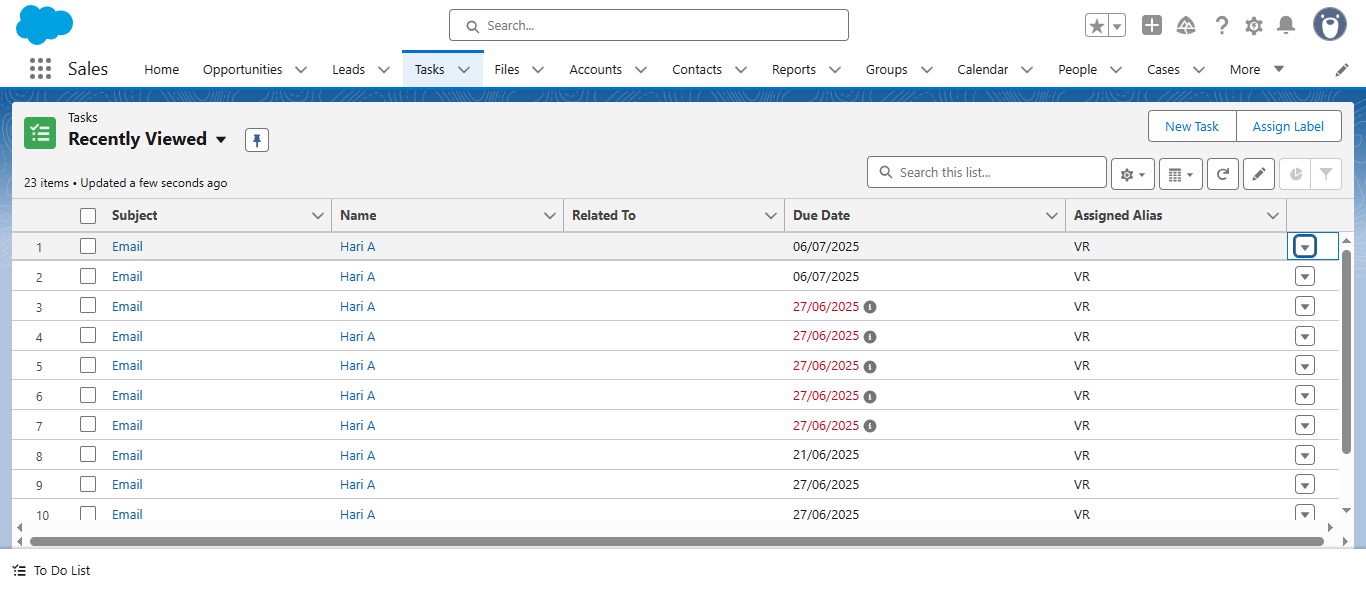 Search...
Sales
Home
Opportunities
Leads
Tasks
Files
Accounts
Contacts
Reports
Groups
Calendar
People
Cases
More
Tasks
Recently Viewed
New Task
Assign Label
23 items • Updated a few seconds ago
Search this list...
Subject Name Related To Due Date Assigned Alias
1 Email Hari A 06/07/2025 VR
2 Email Hari A 06/07/2025 VR
3 Email Hari A 27/06/2025 VR
4 Email Hari A 27/06/2025 VR
5 Email Hari A 27/06/2025 VR
6 Email Hari A 27/06/2025 VR
7 Email Hari A 27/06/2025 VR
8 Email Hari A 21/06/2025 VR
9 Email Hari A 27/06/2025 VR
10 Email Hari A 27/06/2025 VR
To Do List